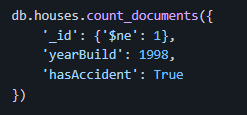 db.houses.count_documents({
    '_id': {'$ne': 1},
    'yearBuild': 1998,
    'hasAccident': True
})